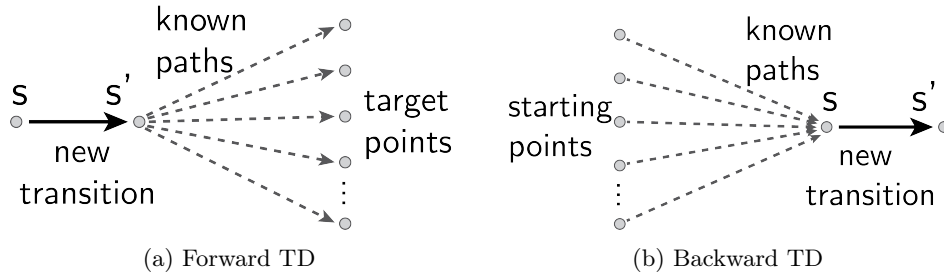 known
paths
s
s'
target
points
new
transition
⋮
(a) Forward TD
known
paths
starting
points
s
s'
new
transition
⋮
(b) Backward TD